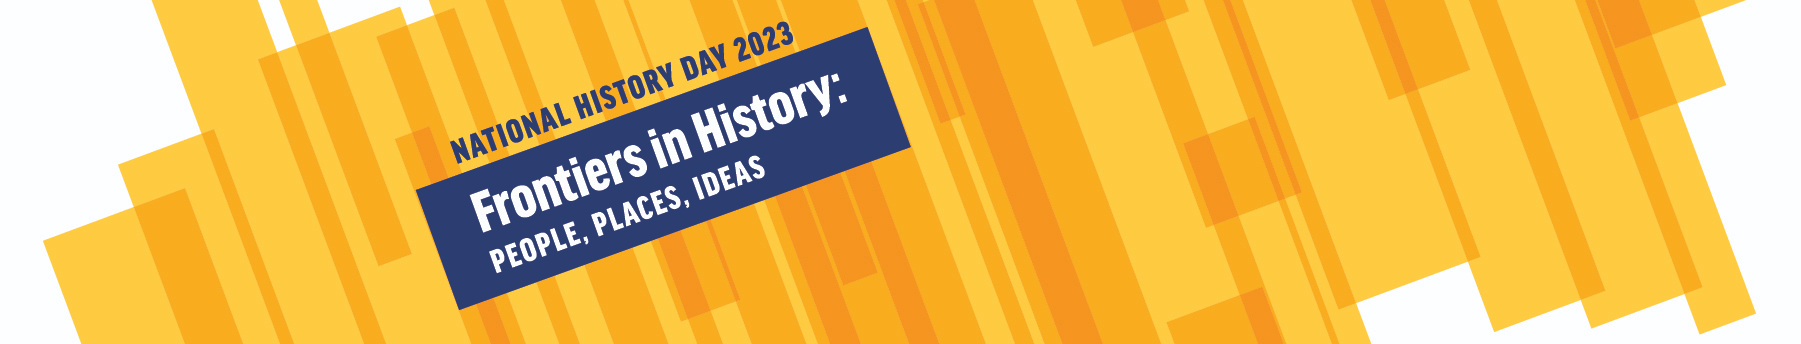 NATIONAL HISTORY DAY 2023
Frontiers in History:
PEOPLE, PLACES, IDEAS